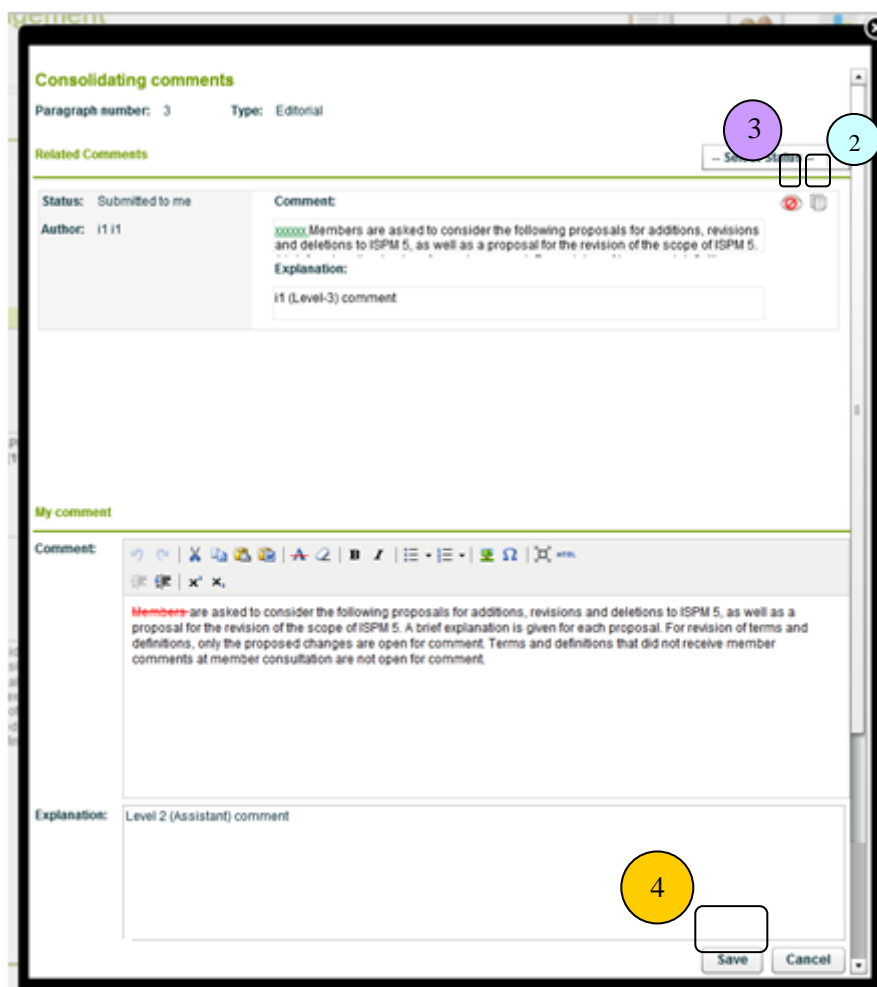 Consolidating comments
Paragraph number: 3 Type: Editorial
3
2
Related Comments
-- Select Status --
Status: Submitted to me Comment:
Author: i1 i1
xxxxxx Members are asked to consider the following proposals for additions, revisions
and deletions to ISPM 5, as well as a proposal for the revision of the scope of ISPM 5.
Explanation:
i1 (Level-3) comment
My comment
Comment:
HTML
Members are asked to consider the following proposals for additions, revisions and deletions to ISPM 5, as well as a
proposal for the revision of the scope of ISPM 5. A brief explanation is given for each proposal. For revision of terms and
definitions, only the proposed changes are open for comment. Terms and definitions that did not receive member
comments at member consultation are not open for comment.
Explanation: Level 2 (Assistant) comment
4
Save Cancel